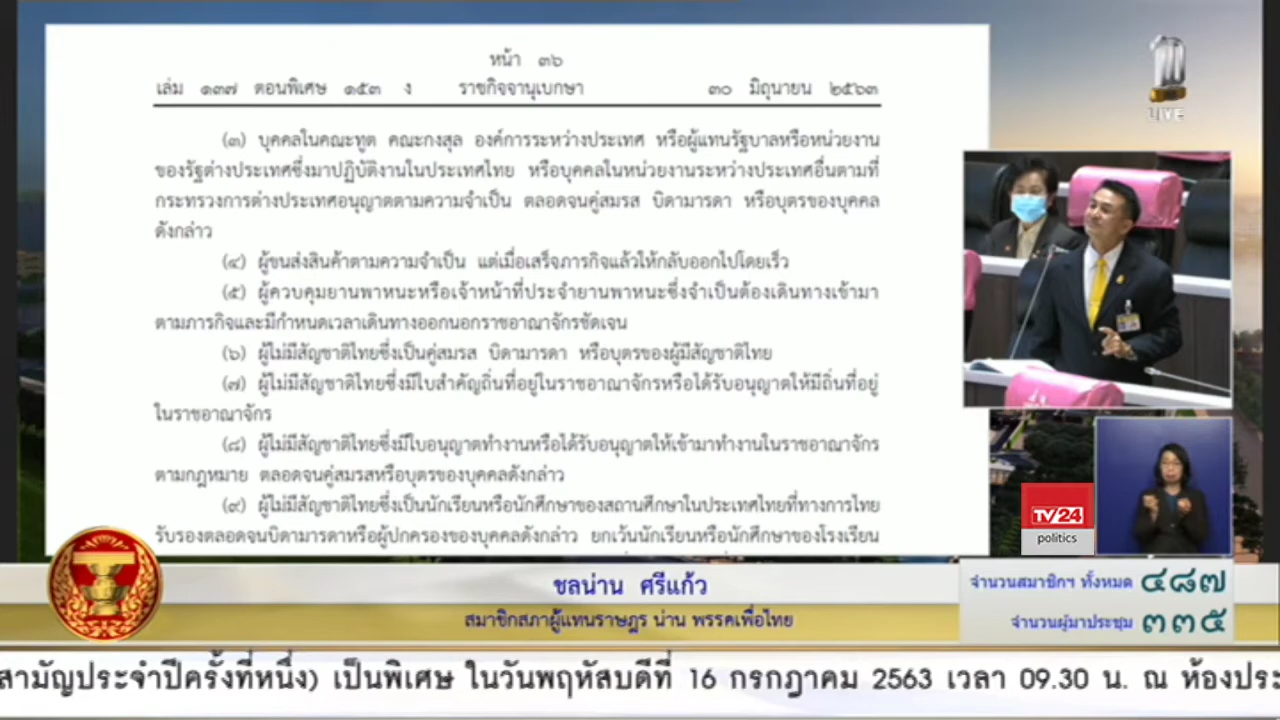 หน้า ๓๖
เล่ม ๑๓๗ ตอนพิเศษ ๑๕๓ ง ราชกิจจานุเบกษา ๓๐ มิถุนายน ๒๕๖๓
(๓) บุคคลในคณะทูต คณะกงสุล องค์การระหว่างประเทศ หรือผู้แทนรัฐบาลหรือหน่วยงาน
ของรัฐต่างประเทศซึ่งมาปฏิบัติงานในประเทศไทย หรือบุคคลในหน่วยงานระหว่างประเทศอื่นตามที่
กระทรวงการต่างประเทศอนุญาตตามความจำเป็น ตลอดจนคู่สมรส บิดามารดา หรือบุตรของบุคคล
ดังกล่าว
(๔) ผู้ขนส่งสินค้าตามความจำเป็น แต่เมื่อเสร็จภารกิจแล้วให้กลับออกไปโดยเร็ว
(๕) ผู้ควบคุมยานพาหนะหรือเจ้าหน้าที่ประจำยานพาหนะซึ่งจำเป็นต้องเดินทางเข้ามา
ตามภารกิจและมีกำหนดเวลาเดินทางออกนอกราชอาณาจักรชัดเจน
(๖) ผู้ไม่มีสัญชาติไทยซึ่งเป็นคู่สมรส บิดามารดา หรือบุตรของผู้มีสัญชาติไทย
(๗) ผู้ไม่มีสัญชาติไทยซึ่งมีใบสำคัญถิ่นที่อยู่ในราชอาณาจักรหรือได้รับอนุญาตให้มีถิ่นที่อยู่
ในราชอาณาจักร
(๘) ผู้ไม่มีสัญชาติไทยซึ่งมีใบอนุญาตทำงานหรือได้รับอนุญาตให้เข้ามาทำงานในราชอาณาจักร
ตามกฎหมาย ตลอดจนคู่สมรสหรือบุตรของบุคคลดังกล่าว
(๙) ผู้ไม่มีสัญชาติไทยซึ่งเป็นนักเรียนหรือนักศึกษาของสถานศึกษาในประเทศไทยที่ทางการไทย
รับรองตลอดจนบิดามารดาหรือผู้ปกครองของบุคคลดังกล่าว ยกเว้นนักเรียนหรือนักศึกษาของโรงเรียน
10
LIVE
TV24
politics
ชลน่าน ศรีแก้ว
สมาชิกสภาผู้แทนราษฎร น่าน พรรคเพื่อไทย
จำนวนสมาชิกฯ ทั้งหมด ๔๘๗
จำนวนผู้มาประชุม ๓๓๕
สามัญประจำปีครั้งที่หนึ่ง) เป็นพิเศษ ในวันพฤหัสบดีที่ 16 กรกฎาคม 2563 เวลา 09.30 น. ณ ห้องประ